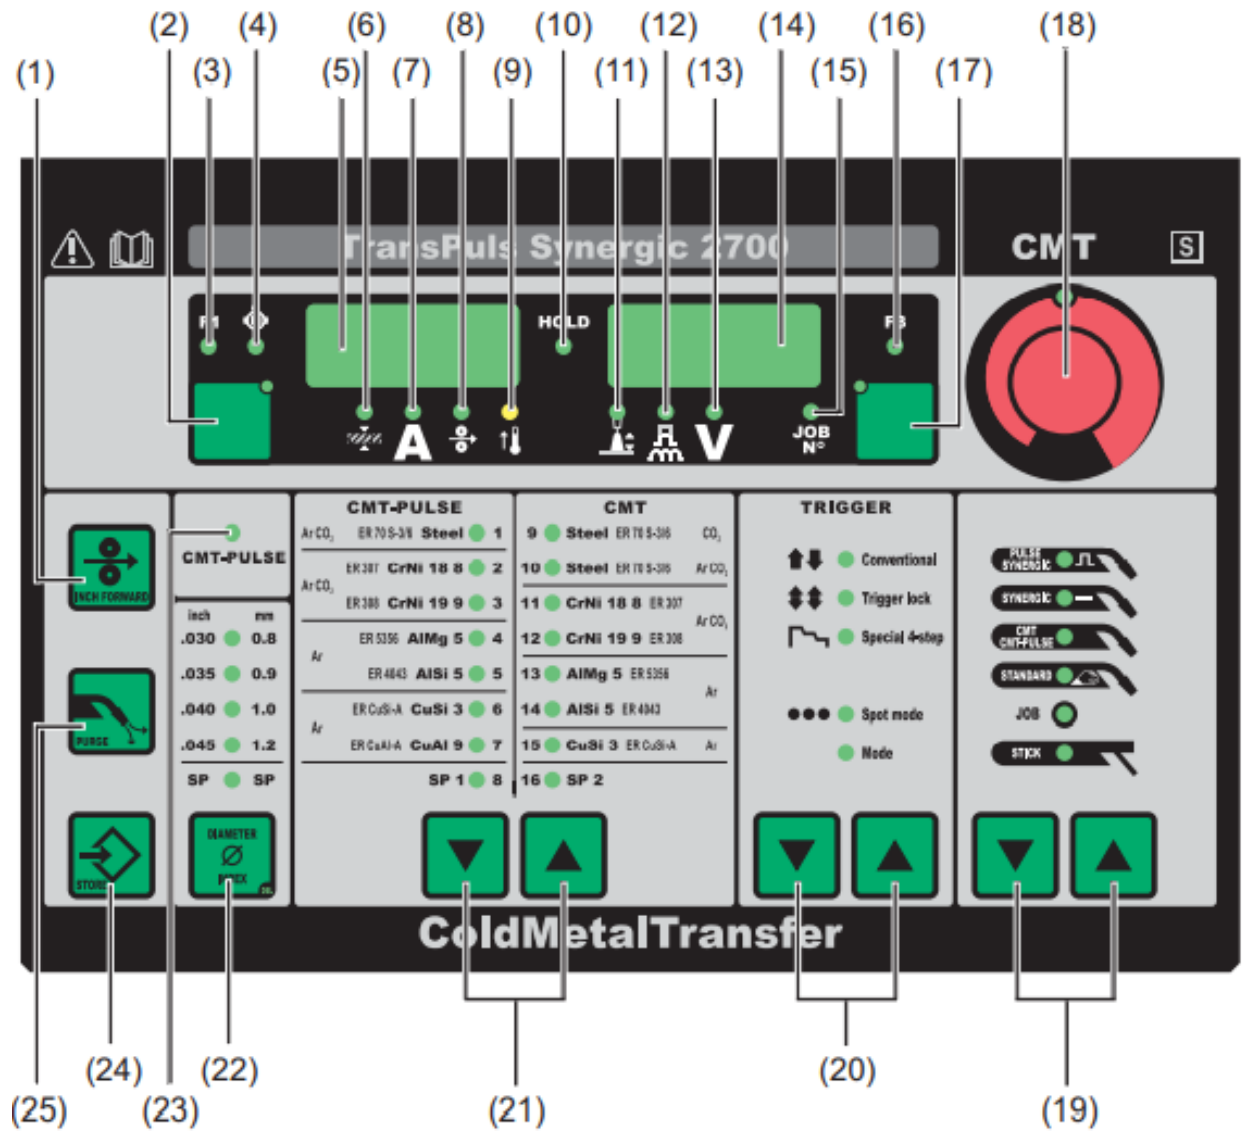 (2) (4) (6) (8) (10) (12) (14) (16) (18)
(1) (3) (5) (7) (9) (11) (13) (15) (17)
TransPuls Synergic 2700
CMT S
F1 HOLD F3
A V JOB
N°
CMT-PULSE CMT TRIGGER
Ar CO₂ ER 70 S-3/6 Steel 1 9 Steel ER 70 S-3/6 CO₂
ER 307 CrNi 18 8 2 10 Steel ER 70 S-3/6 Ar CO₂
Ar CO₂
ER 308 CrNi 19 9 3 11 CrNi 18 8 ER 307
Ar CO₂
ER 5356 AlMg 5 4 12 CrNi 19 9 ER 308
Ar
ER 4043 AlSi 5 5 13 AlMg 5 ER 5356
Ar
ER CuSi-A CuSi 3 6 14 AlSi 5 ER 4043
Ar
ER CuAl-A CuAl 9 7 15 CuSi 3 ER CuSi-A Ar
SP 1 8 16 SP 2
INCH FORWARD
CMT-PULSE
inch mm
.030 0.8
.035 0.9
.040 1.0
.045 1.2
SP SP
PURGE
STORE
DIAMETER
Ø
INDEX
Conventional
Trigger lock
Special 4-step
Spot mode
Mode
PULSE
SYNERGIC
SYNERGIC
CMT
CMT-PULSE
STANDARD
JOB
STICK
ColdMetalTransfer
(24) (22) (20)
(25) (23) (21) (19)